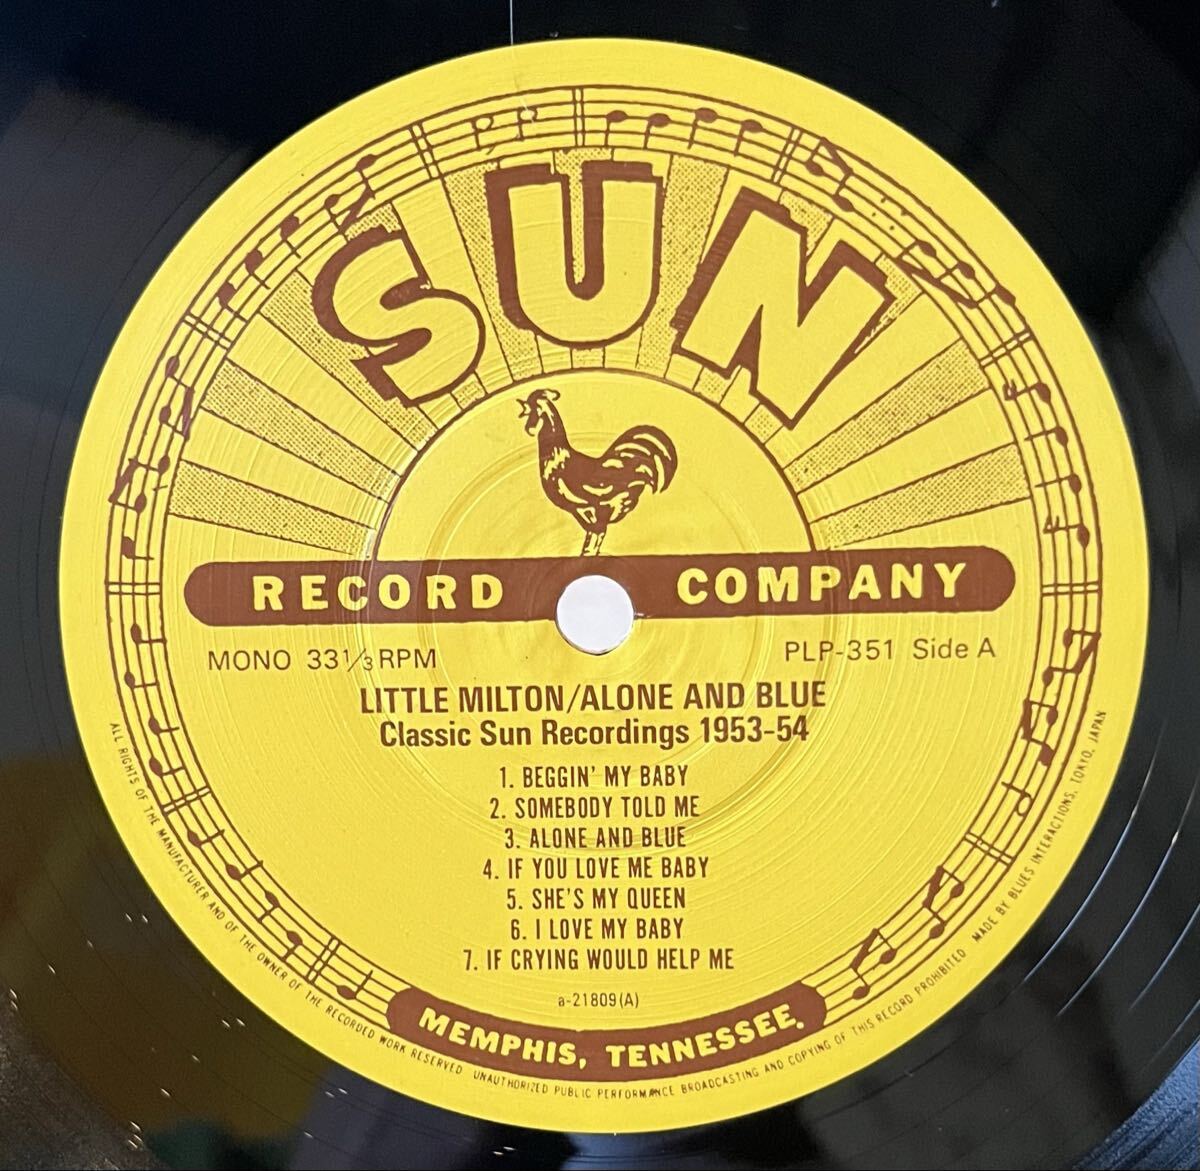 SUN
RECORD COMPANY
MONO 33 1/3 RPM
PLP-351 Side A
LITTLE MILTON/ALONE AND BLUE
Classic Sun Recordings 1953-54
1. BEGGIN' MY BABY
2. SOMEBODY TOLD ME
3. ALONE AND BLUE
4. IF YOU LOVE ME BABY
5. SHE'S MY QUEEN
6. I LOVE MY BABY
7. IF CRYING WOULD HELP ME
a-21809(A)
MEMPHIS, TENNESSEE.
ALL RIGHTS OF THE MANUFACTURER AND OF THE OWNER OF THE RECORDED WORK RESERVED UNAUTHORIZED PUBLIC PERFORMANCE BROADCASTING AND COPYING OF THIS RECORD PROHIBITED MADE BY BLUES INTERACTIONS, TOKYO, JAPAN